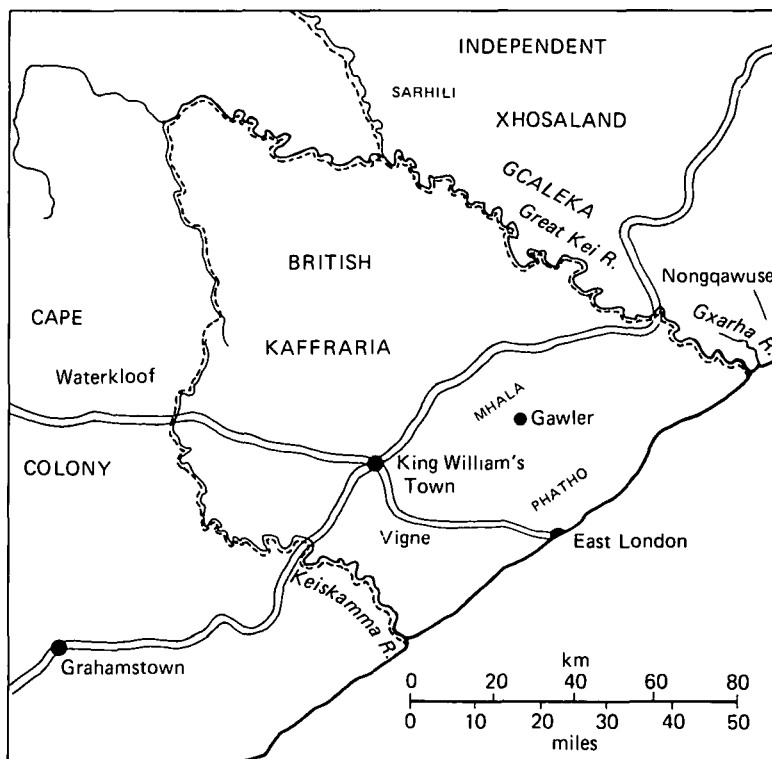 INDEPENDENT
SARHILI
XHOSALAND
GCALEKA
Great Kei R.
BRITISH
Nongqawuse
CAPE
Gxarha R.
KAFFRARIA
Waterkloof
MHALA
Gawler
COLONY
King William's
Town
PHATHO
Vigne
East London
Keiskamma R.
Grahamstown
km
0 20 40 60 80
0 10 20 30 40 50
miles